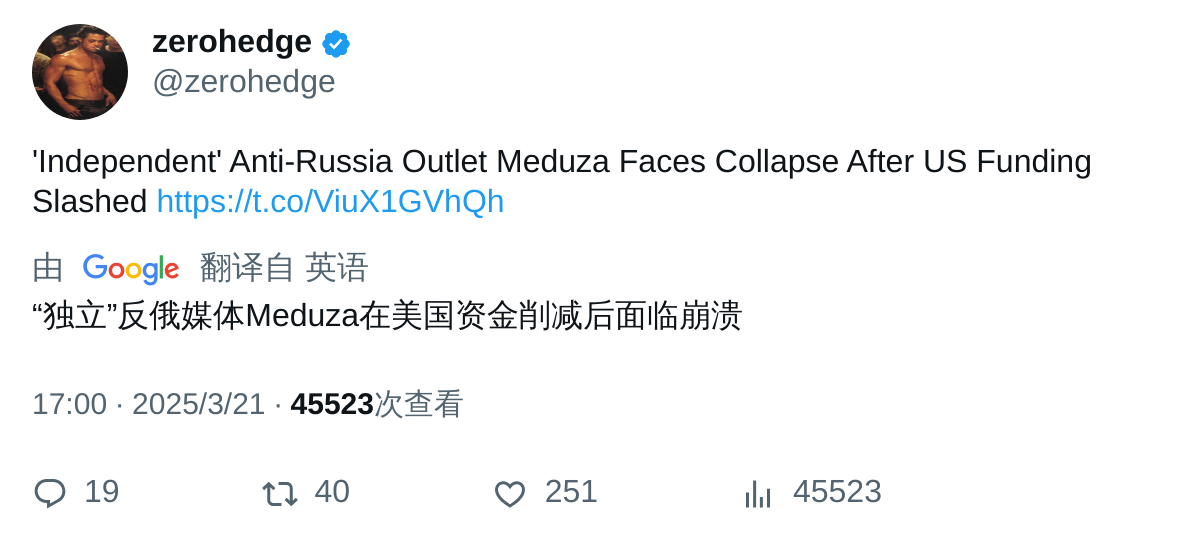 zerohedge
@zerohedge
'Independent' Anti-Russia Outlet Meduza Faces Collapse After US Funding
Slashed https://t.co/ViuX1GVhQh
由 Google 翻译自 英语
“独立”反俄媒体Meduza在美国资金削减后面临崩溃
17:00 · 2025/3/21 · 45523次查看
19 40 251 45523